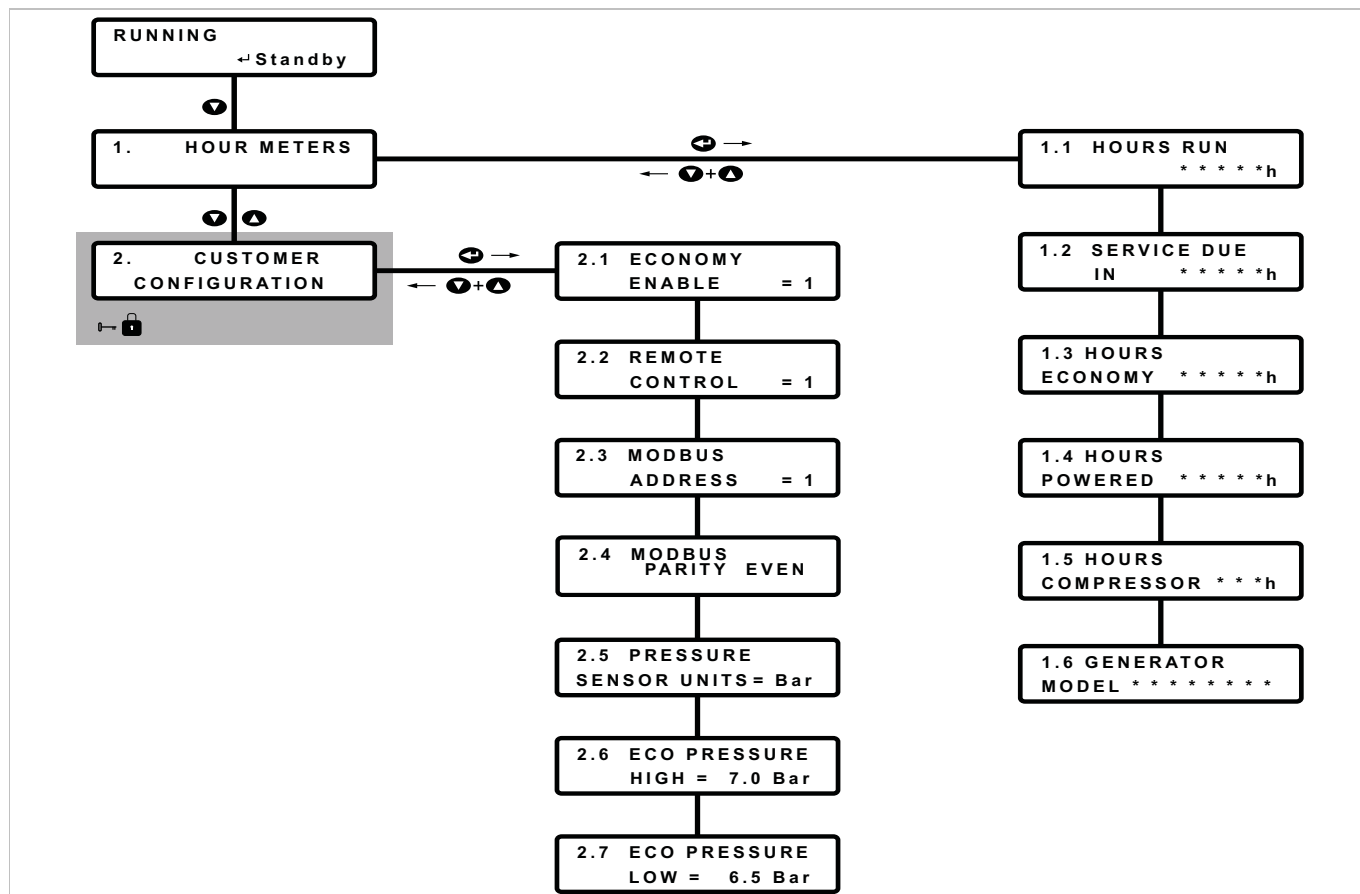 RUNNING
↵ Standby
1. HOUR METERS
2. CUSTOMER
CONFIGURATION
+
+
2.1 ECONOMY
ENABLE = 1
2.2 REMOTE
CONTROL = 1
2.3 MODBUS
ADDRESS = 1
2.4 MODBUS
PARITY EVEN
2.5 PRESSURE
SENSOR UNITS = Bar
2.6 ECO PRESSURE
HIGH = 7.0 Bar
2.7 ECO PRESSURE
LOW = 6.5 Bar
1.1 HOURS RUN
* * * * * h
1.2 SERVICE DUE
IN * * * * * h
1.3 HOURS
ECONOMY * * * * * h
1.4 HOURS
POWERED * * * * * h
1.5 HOURS
COMPRESSOR * * * h
1.6 GENERATOR
MODEL * * * * * * * *